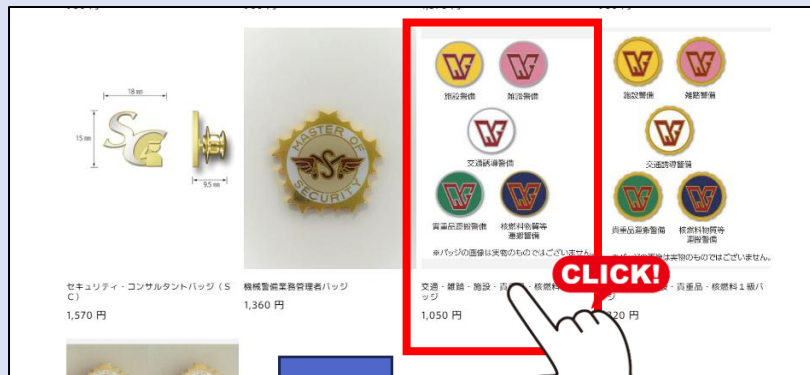 18 mm
15 mm
9.5 mm
SC
MASTER OF
SECURITY
施設警備
雑踏警備
交通誘導警備
貴重品運搬警備
核燃料物質等
運搬警備
※バッジの画像は実物のものではございません。
施設警備
雑踏警備
交通誘導警備
貴重品運搬警備
核燃料物質等
運搬警備
CLICK!
セキュリティ・コンサルタントバッジ(S
C)
1,570 円
機械警備業務管理者バッジ
1,360 円
交通・雑踏・施設・
核燃料
ッジ
1,050 円
・貴重品・核燃料1級バ
ジ
320 円